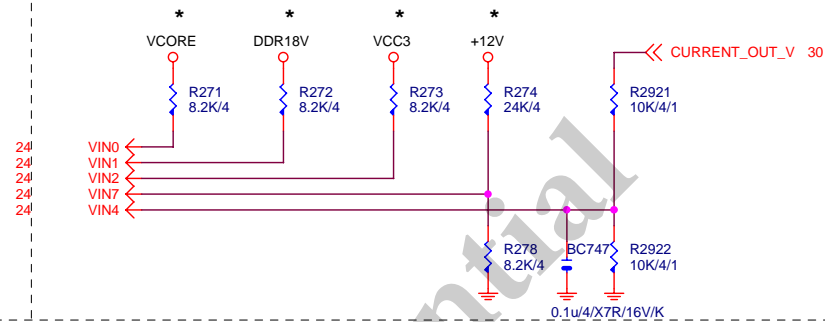 * * * *
VCORE DDR18V VCC3 +12V
CURRENT_OUT_V 30
R271
8.2K/4
R272
8.2K/4
R273
8.2K/4
R274
24K/4
R2921
10K/4/1
24 VIN0
24 VIN1
24 VIN2
24 VIN7
24 VIN4
R278
8.2K/4
BC747
R2922
10K/4/1
0.1u/4/X7R/16V/K
ential